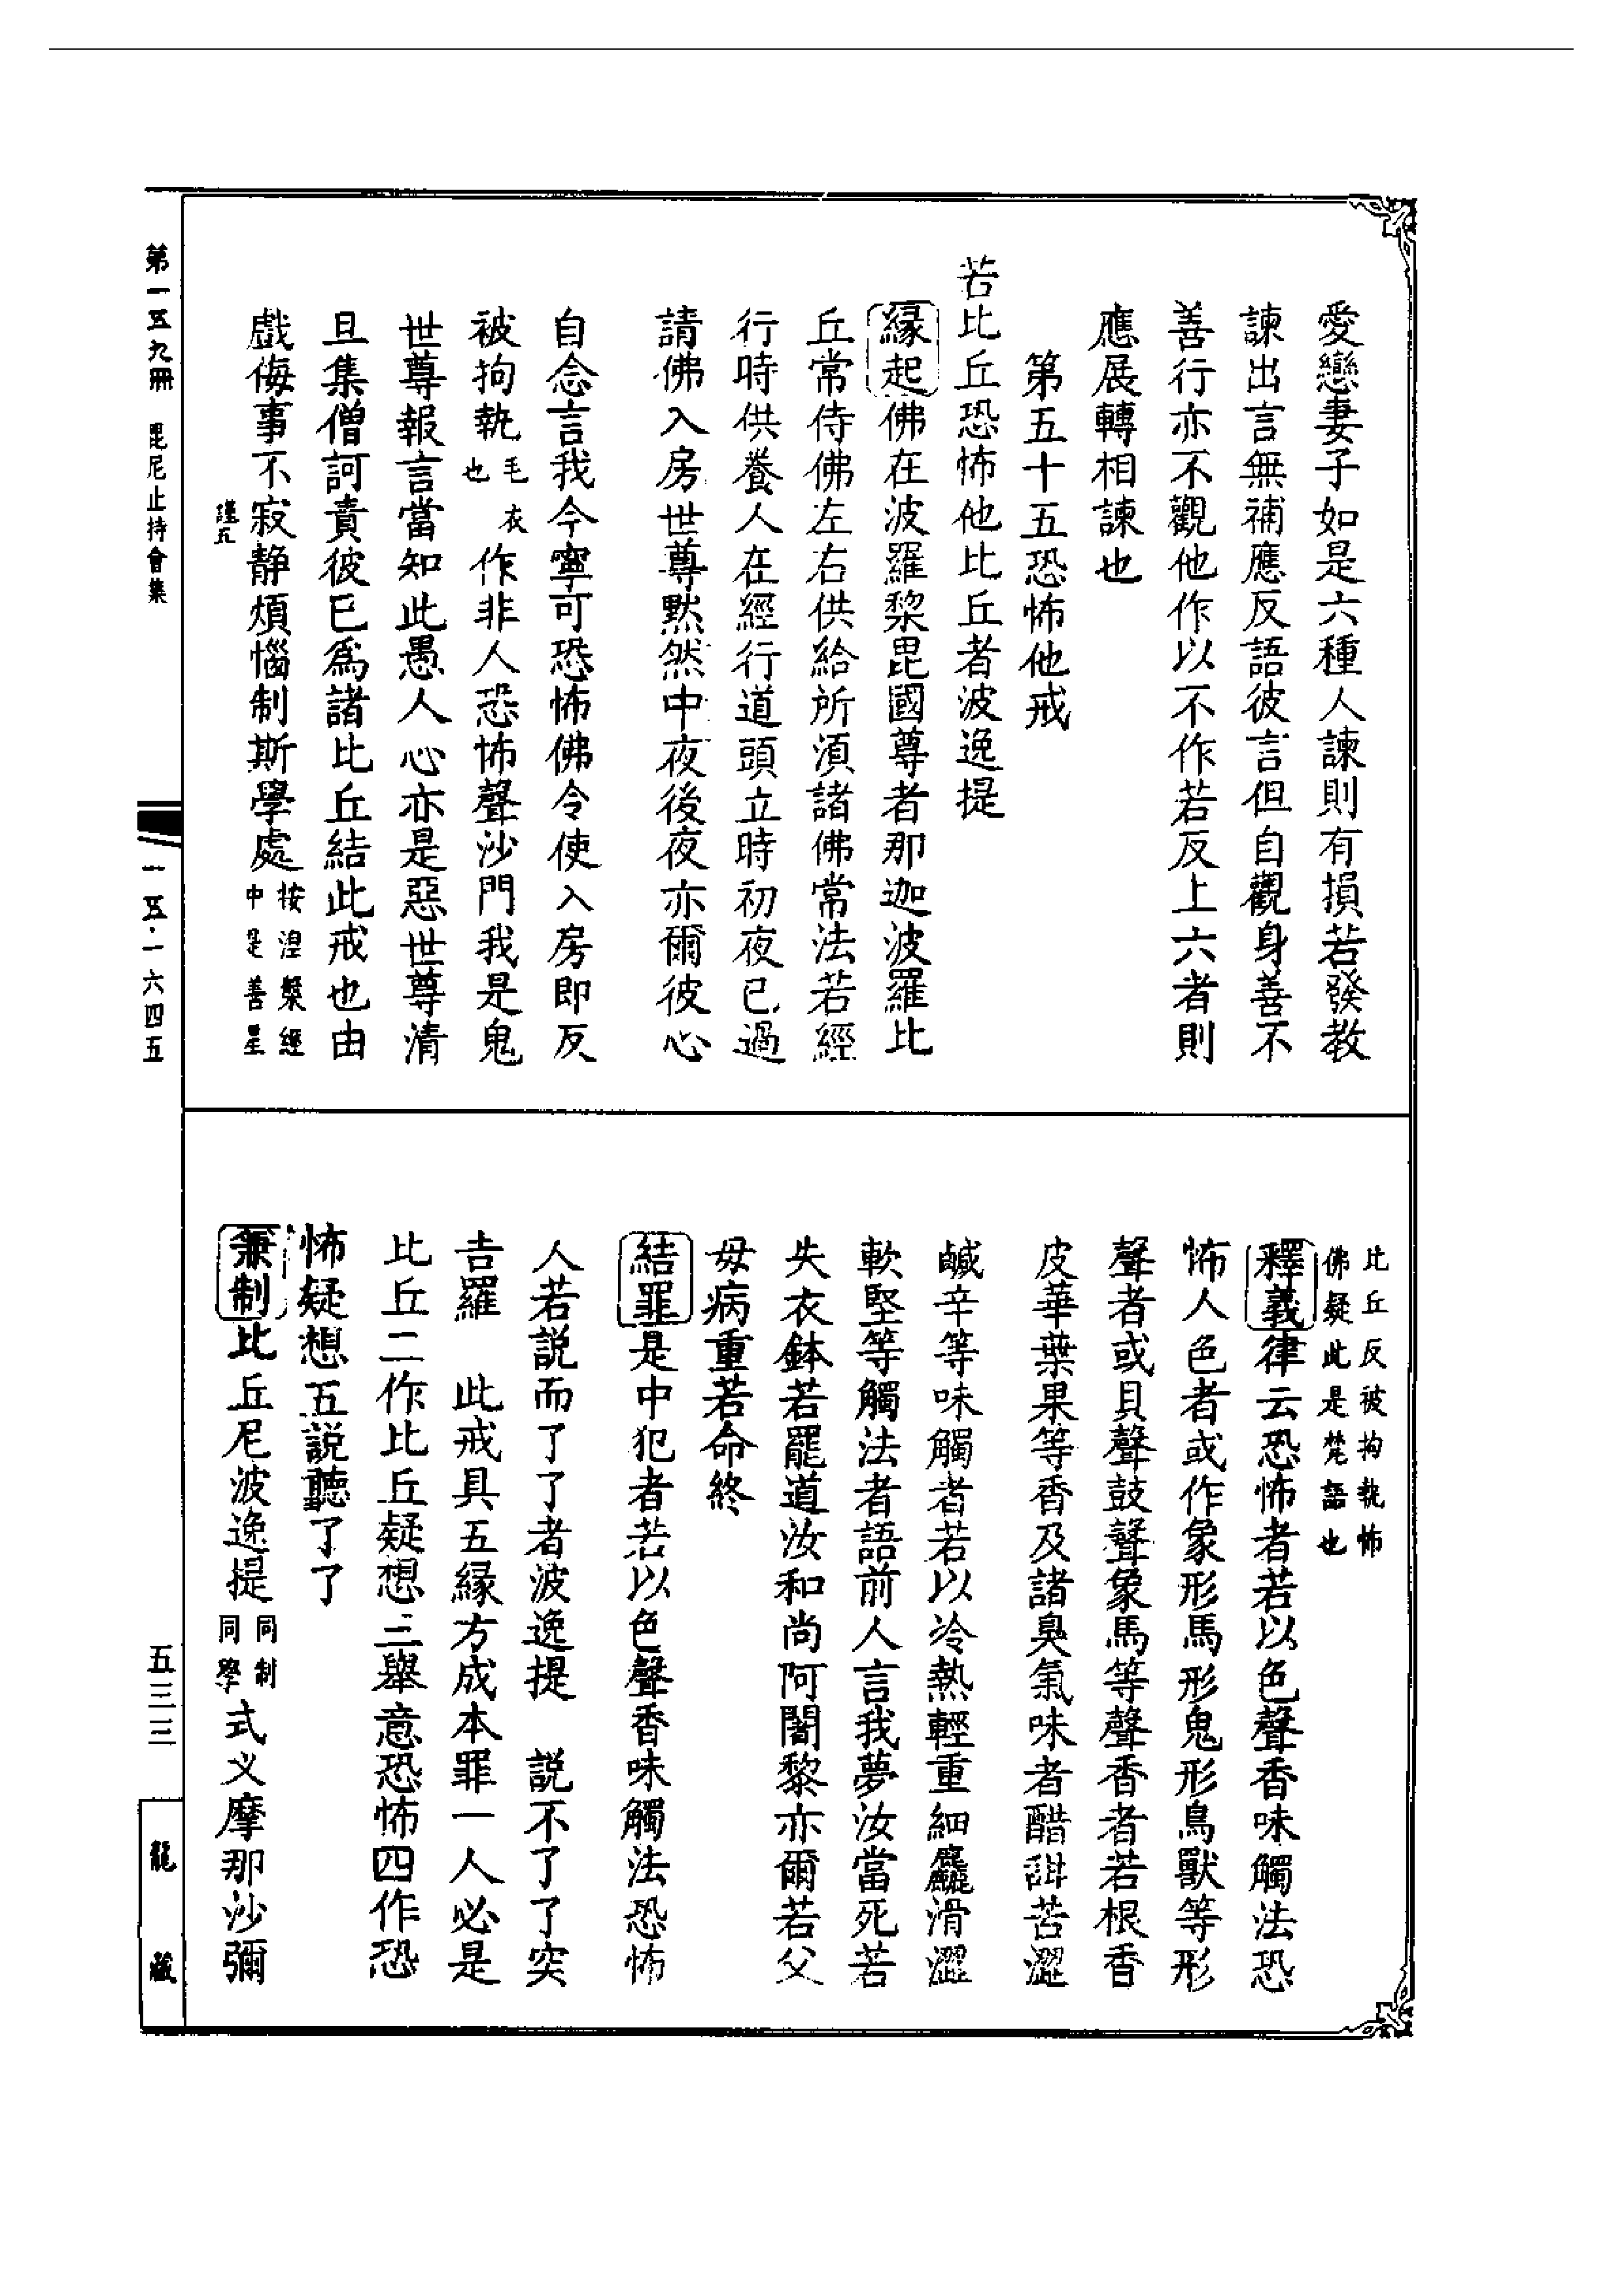 愛戀妻子如是六種人諫則有損若發教
諫出言無補應反語彼言但自觀身善不
善行亦不觀他作以不作若反上六者則
應展轉相諫也
第五十五恐怖他戒
若比丘恐怖他比丘者波逸提
緣起佛在波羅黎毘國尊者那迦波羅比
丘常侍佛左右供給所須諸佛常法若經
行時供養人在經行道頭立時初夜已過
請佛入房世尊默然中夜後夜亦爾彼心
自念言我今寧可恐怖佛令使入房即反
被拘執毛衣也作非人恐怖聲沙門我是鬼
世尊報言當知此愚人心亦是惡世尊清
旦集僧訶責彼已爲諸比丘結此戒也由
戲侮事不寂靜煩惱制斯學處按涅槃經中是善星
比丘反被拘執怖佛疑此是梵語也
釋義律云恐怖者若以色聲香味觸法恐
怖人色者或作象形馬形鬼形鳥獸等形
聲者或貝聲鼓聲象馬等聲香者若根香
皮華葉果等香及諸臭氣味者醋甜苦澀
鹹辛等味觸者若以冷熱輕重細麤滑澀
軟堅等觸法者語前人言我夢汝當死若
失衣鉢若罷道汝和尚阿闍黎亦爾若父
母病重若命終
結罪是中犯者若以色聲香味觸法恐怖
人若説而了了者波逸提　説不了了突
吉羅　此戒具五緣方成本罪一人必是
比丘二作比丘疑想三舉意恐怖四作恐
怖疑想五説聽了了
兼制比丘尼波逸提同制同學式叉摩那沙彌
第一五九冊　毘尼止持會集
一五·一六四五
五三三
龍藏